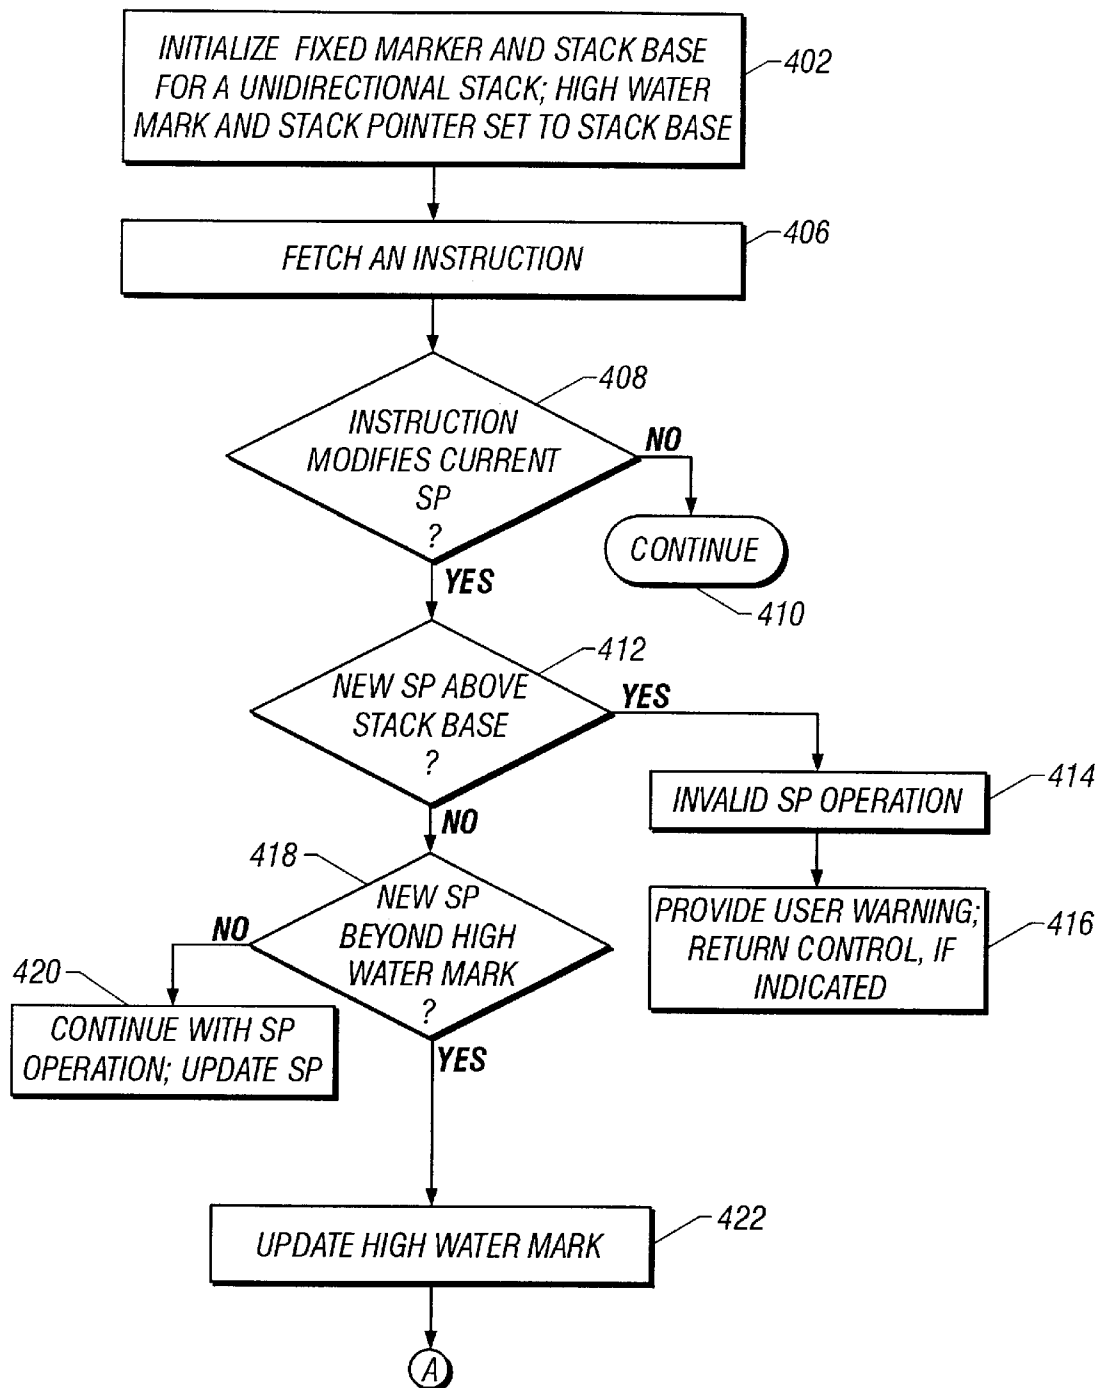 INITIALIZE FIXED MARKER AND STACK BASE
FOR A UNIDIRECTIONAL STACK; HIGH WATER
MARK AND STACK POINTER SET TO STACK BASE
402
FETCH AN INSTRUCTION
406
408
INSTRUCTION
MODIFIES CURRENT
SP
?
NO
CONTINUE
410
YES
412
NEW SP ABOVE
STACK BASE
?
YES
INVALID SP OPERATION
414
PROVIDE USER WARNING;
RETURN CONTROL, IF
INDICATED
416
NO
418
NEW SP
BEYOND HIGH
WATER MARK
?
NO
420
CONTINUE WITH SP
OPERATION; UPDATE SP
YES
UPDATE HIGH WATER MARK
422
A